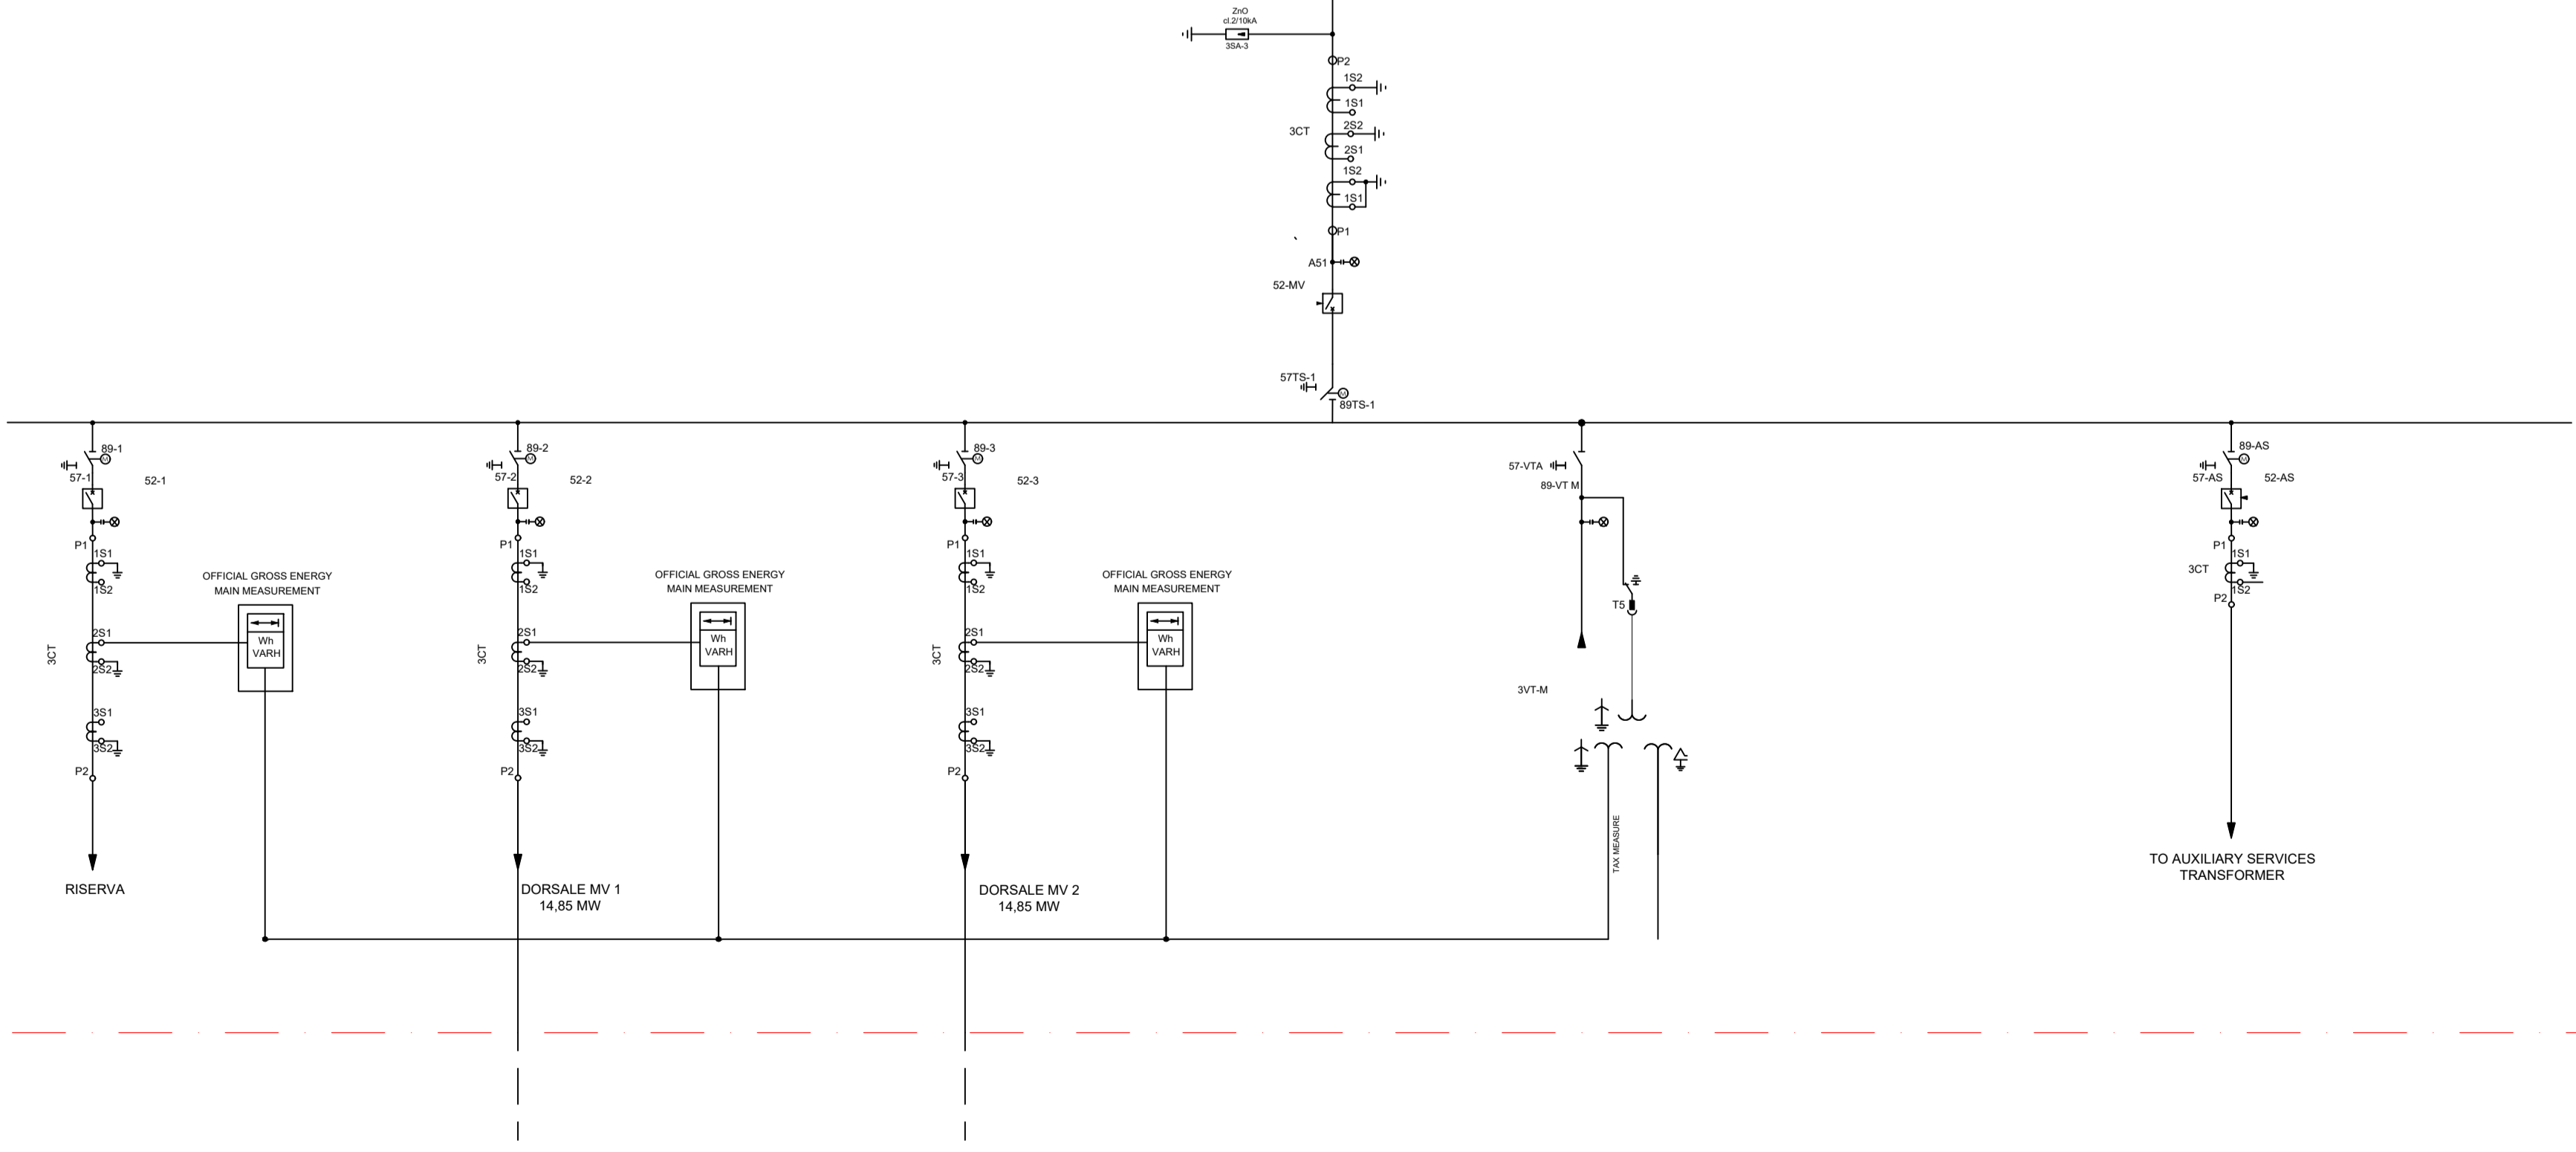 ZnO
cl.2/10kA
3SA-3
P2
1S2
1S1
3CT
2S2
2S1
1S2
1S1
P1
A51
52-MV
57TS-1
M
89TS-1
89-1
M
57-1
52-1
P1
1S1
1S2
OFFICIAL GROSS ENERGY
MAIN MEASUREMENT
2S1
Wh
VARH
3CT
2S2
3S1
3S2
P2
RISERVA
89-2
M
57-2
52-2
P1
1S1
1S2
OFFICIAL GROSS ENERGY
MAIN MEASUREMENT
2S1
Wh
VARH
3CT
2S2
3S1
3S2
P2
DORSALE MV 1
14,85 MW
89-3
M
57-3
52-3
P1
1S1
1S2
OFFICIAL GROSS ENERGY
MAIN MEASUREMENT
2S1
Wh
VARH
3CT
2S2
3S1
3S2
P2
DORSALE MV 2
14,85 MW
57-VTA
89-VT M
T5
3VT-M
TAX MEASURE
89-AS
M
57-AS
52-AS
P1
1S1
3CT
1S2
P2
TO AUXILIARY SERVICES
TRANSFORMER